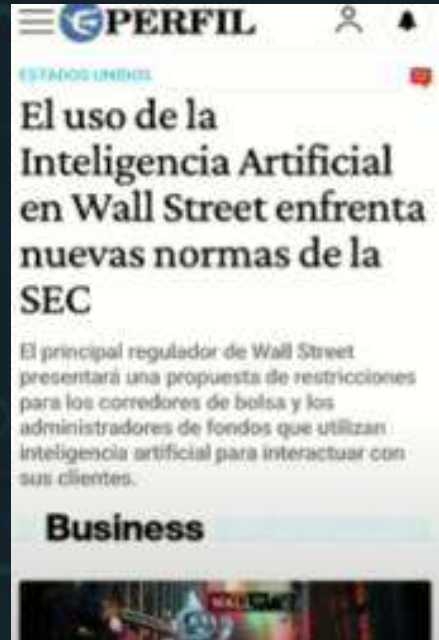 PERFIL
ESTADOS UNIDOS
El uso de la
Inteligencia Artificial
en Wall Street enfrenta
nuevas normas de la
SEC
El principal regulador de Wall Street
presentará una propuesta de restricciones
para los corredores de bolsa y los
administradores de fondos que utilizan
inteligencia artificial para interactuar con
sus clientes.
Business